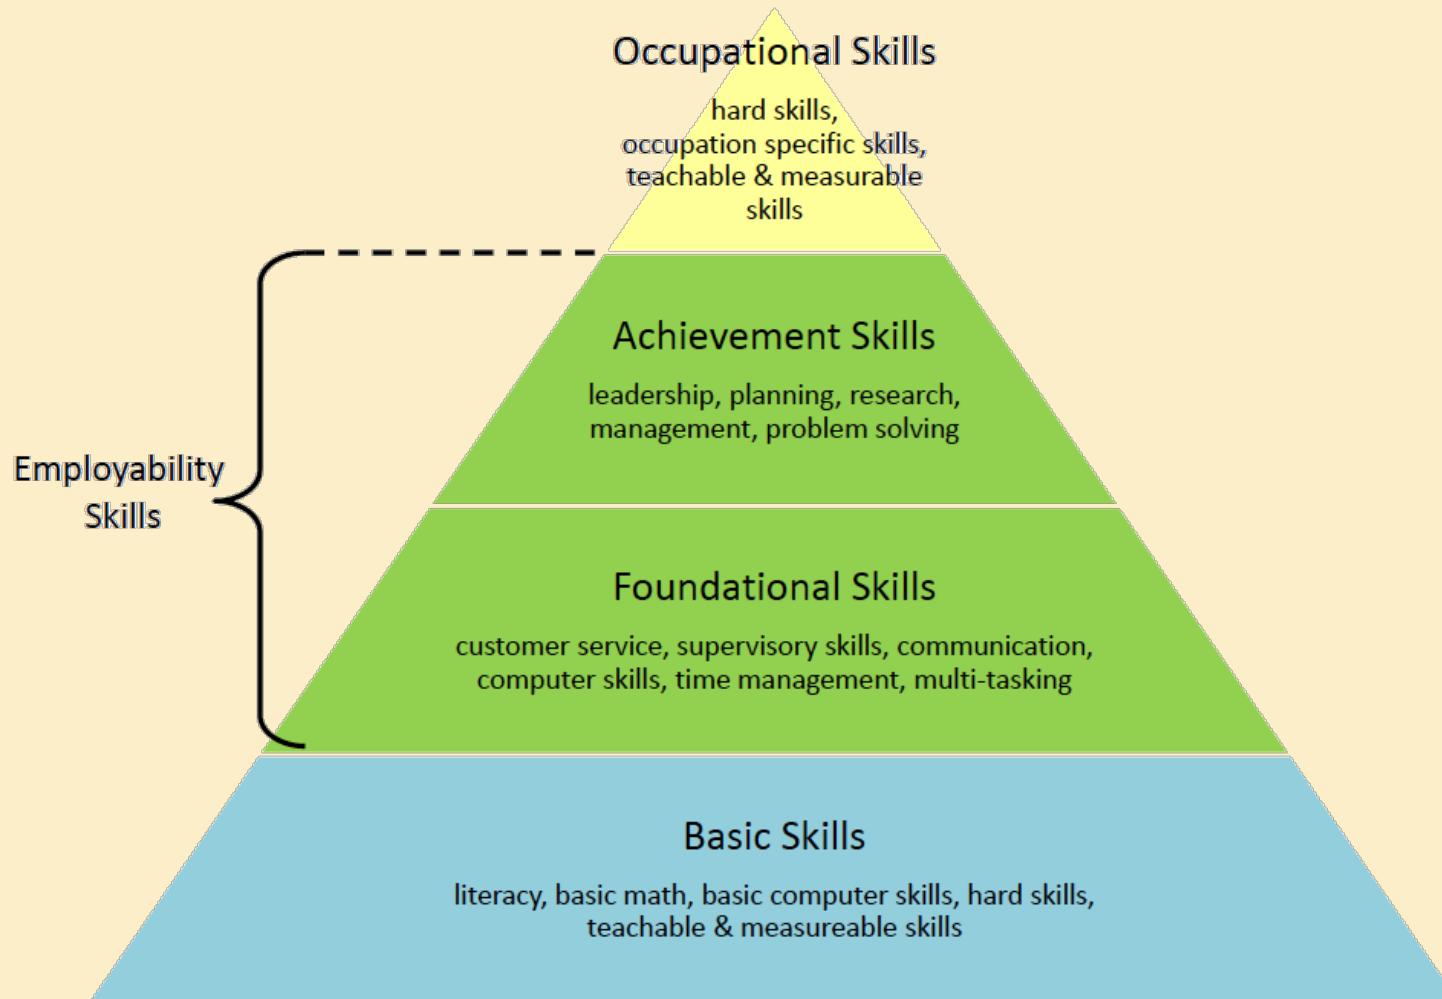 Occupational Skills
hard skills,
occupation specific skills,
teachable & measurable
skills
Achievement Skills
leadership, planning, research,
management, problem solving
Employability
Skills
Foundational Skills
customer service, supervisory skills, communication,
computer skills, time management, multi-tasking
Basic Skills
literacy, basic math, basic computer skills, hard skills,
teachable & measureable skills